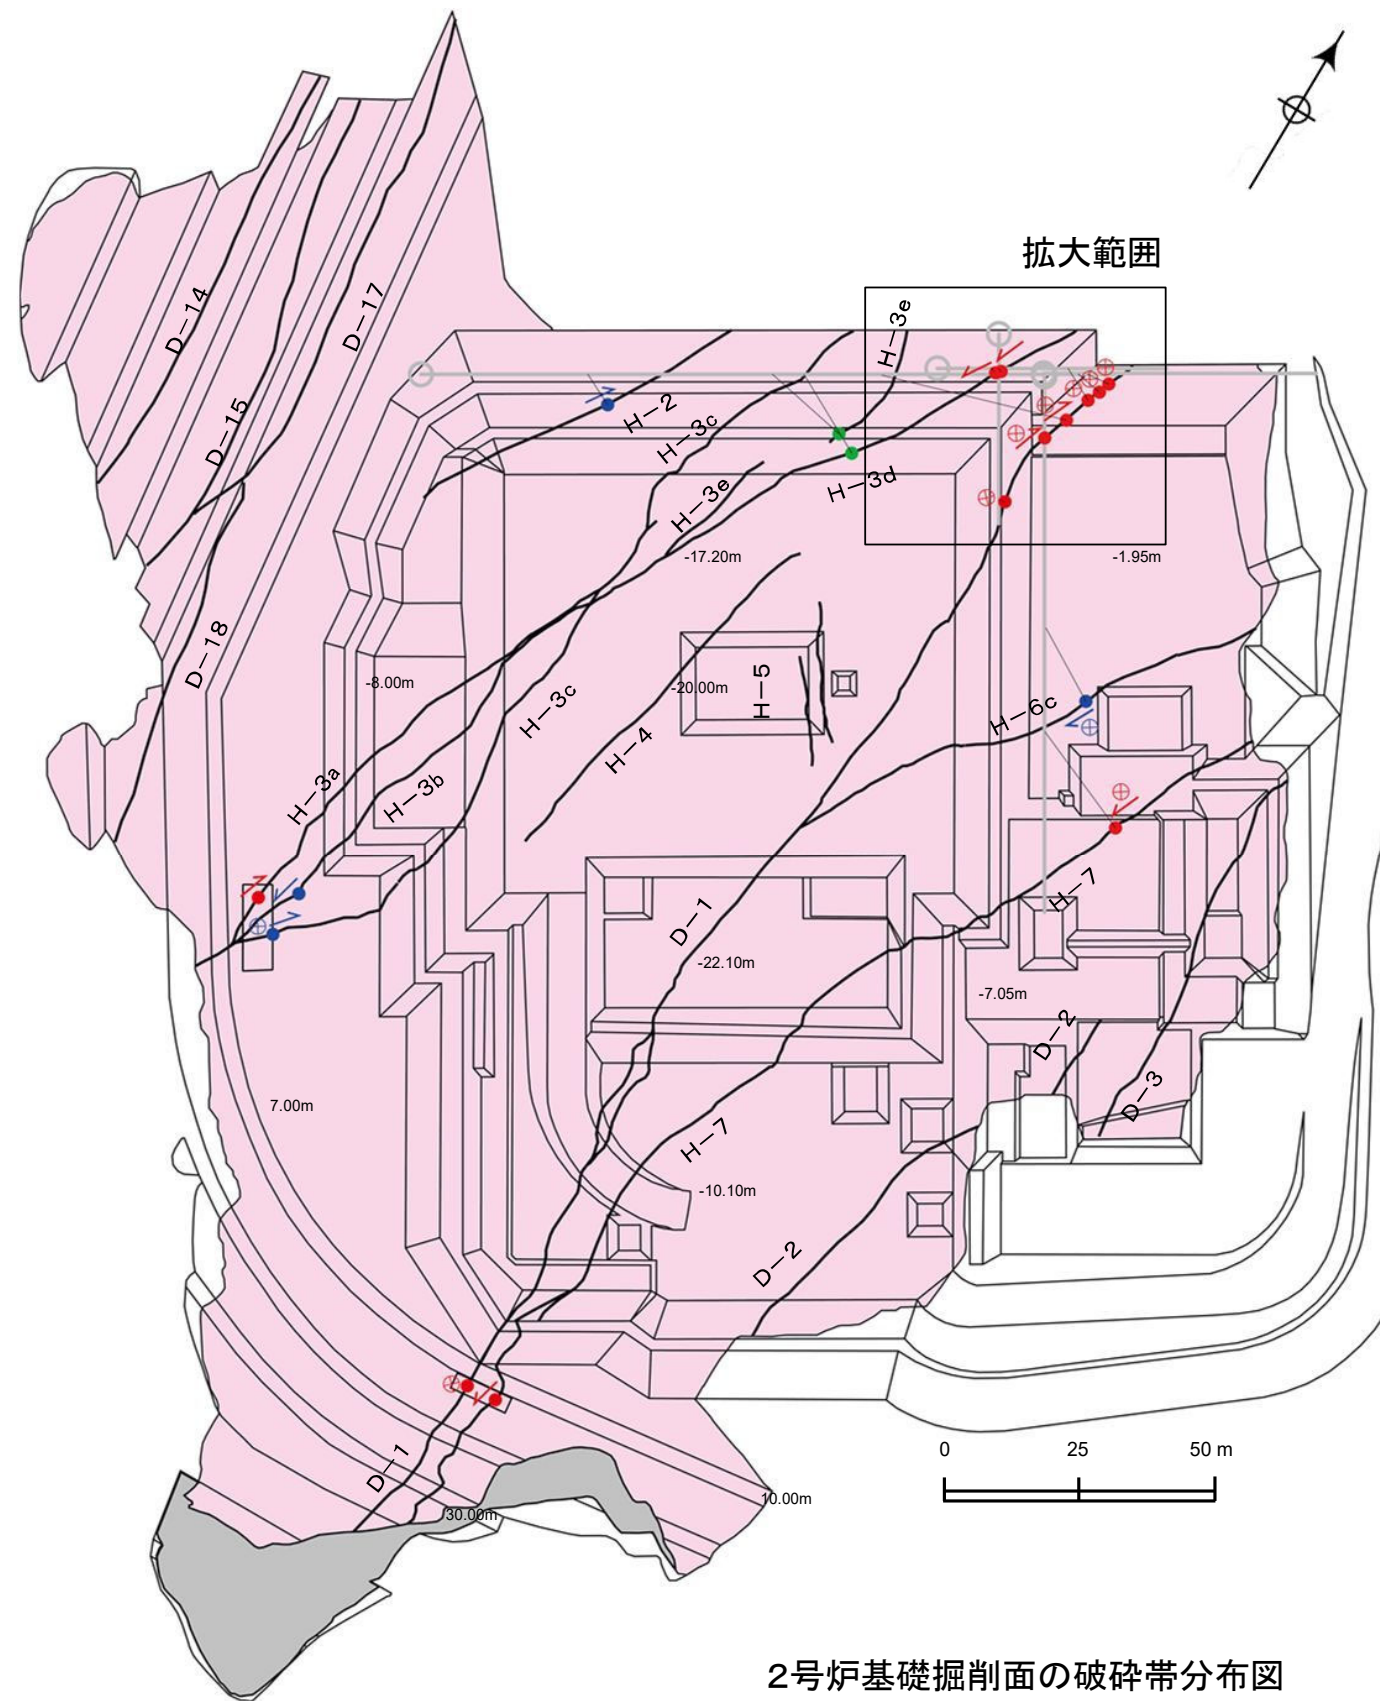 拡大範囲
D－14
D－17
H－3e
D－15
H－2
H－3c
H－3e
H－3d
-17.20m
-1.95m
D－18
-8.00m
-20.00m
H－5
H－3c
H－4
H－6c
H－3a
H－3b
H－7
D－1
-22.10m
-7.05m
D－2
D－3
7.00m
H－7
-10.10m
D－2
D－1
30.00m
10.00m
0 25 50 m
2号炉基礎掘削面の破砕帯分布図